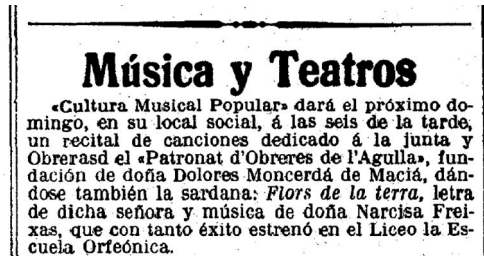 Música y Teatros
«Cultura Musical Popular» dará el próximo do-
mingo, en su local social, á las seis de la tarde,
un recital de canciones dedicado á la junta y
Obrerasd el «Patronat d'Obreres de l'Agulla», fun-
dación de doña Dolores Moncerdá de Maciá, dán-
dose también la sardana: Flors de la terra, letra
de dicha señora y música de doña Narcisa Frei-
xas, que con tanto éxito estrenó en el Liceo la Es-
cuela Orfeónica.